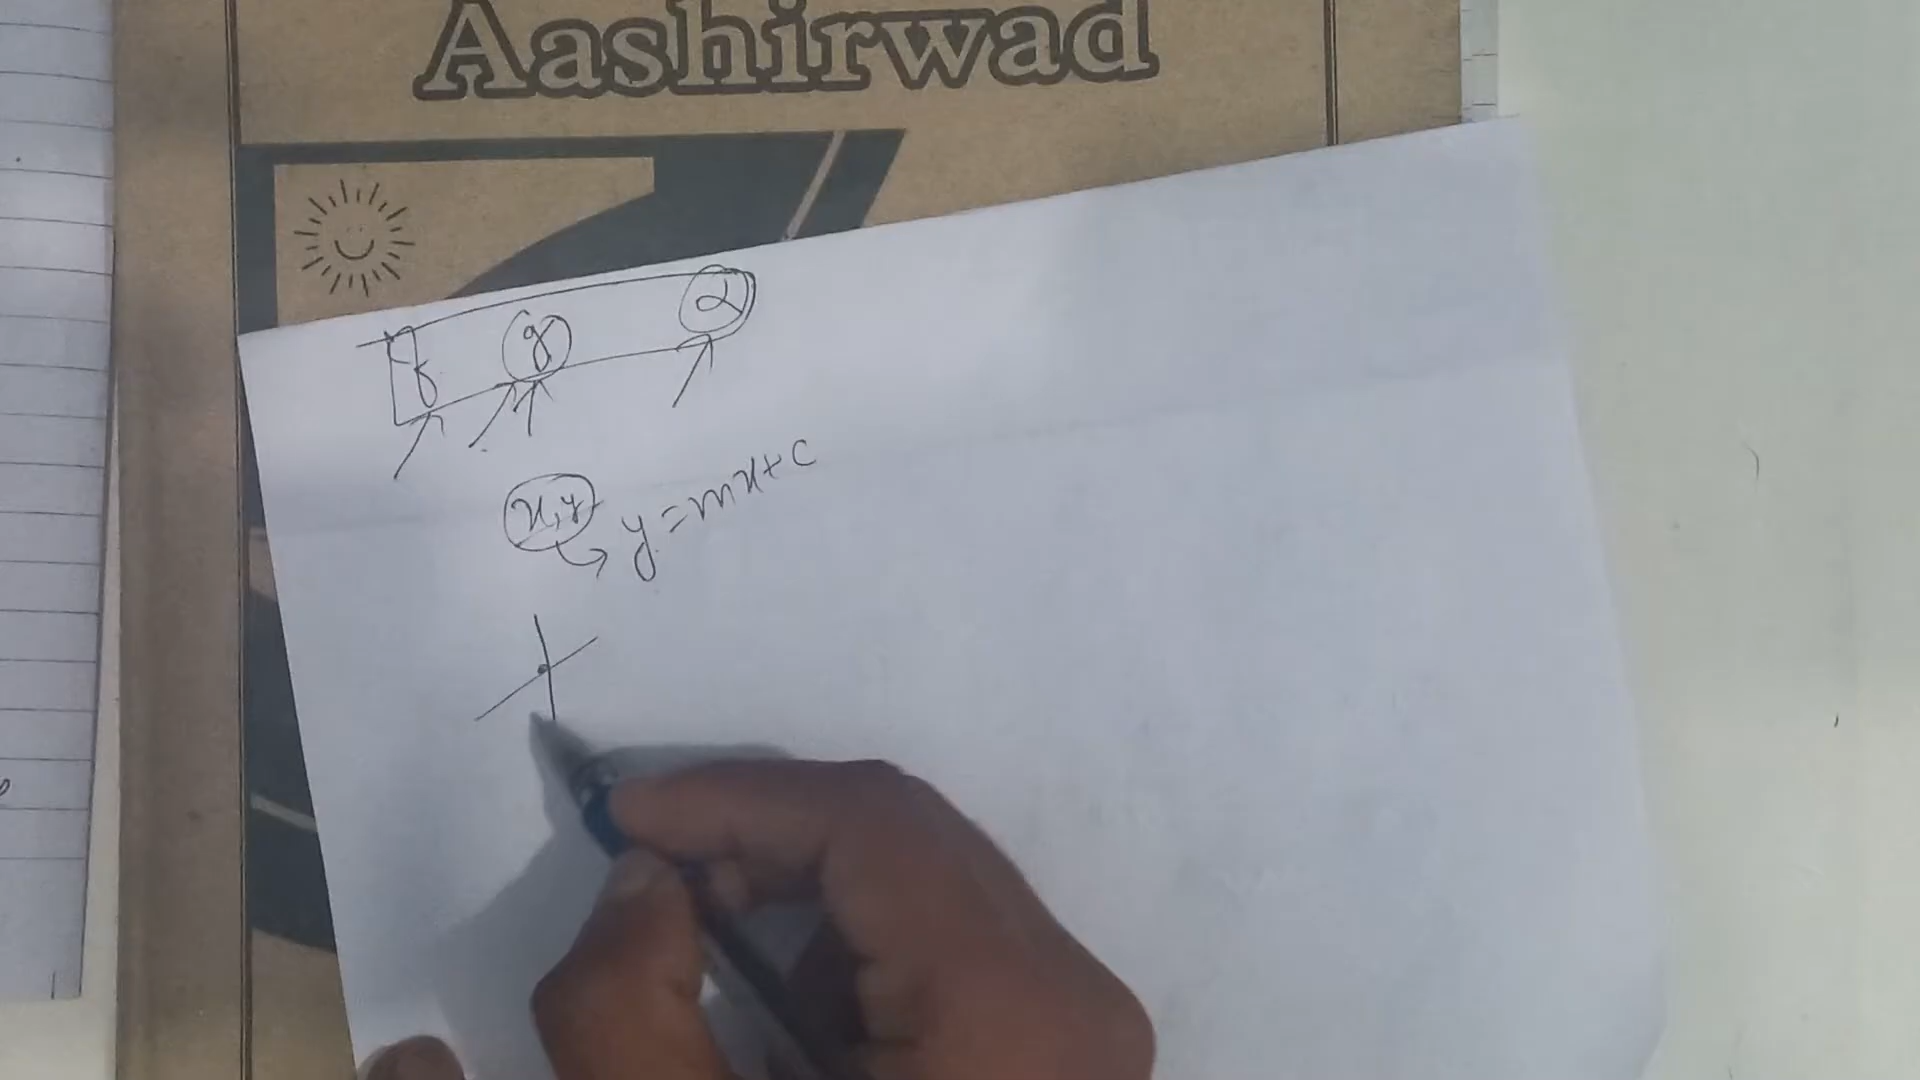 Aashirwad
f g α
x,y y=mx+c